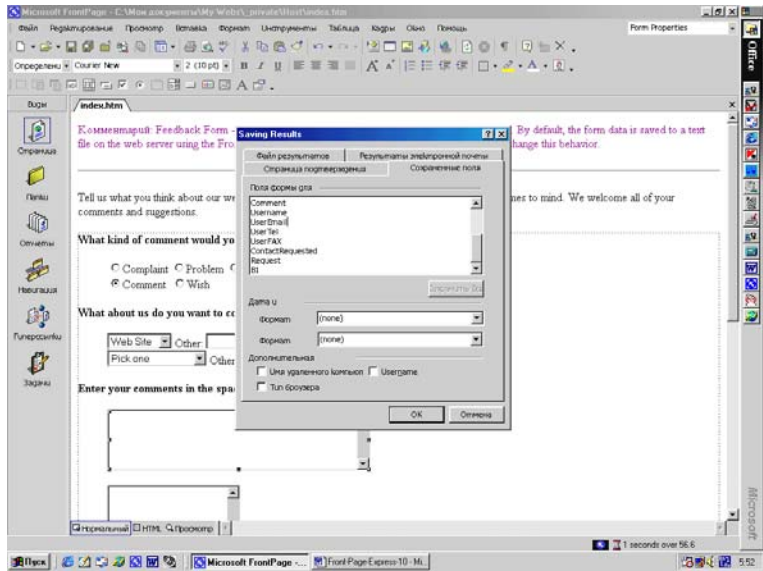 Microsoft FrontPage - C:\Мои документы\My Webs\_private\Host\index.htm
Файл Редактирование Просмотр Вставка Формат Инструменты Таблица Кадры Окно Помощь
Form Properties
Courier New 2 (10 pt)
Office
Виды
index.htm
Комментарий: Feedback Form -
By default, the form data is saved to a text
file on the web server using the
change this behavior.
Страница
Папки
Отчеты
Навигация
Гиперссылки
Задачи
Tell us what you think about our we
mes to mind. We welcome all of your
comments and suggestions.
What kind of comment would yo
Complaint Problem
Comment Wish
What about us do you want to co
Web Site Other:
Pick one Other
Enter your comments in the spa
Saving Results
Файл результатов Результаты электронной почты
Страница подтверждения Сохраненные поля
Поля формы для
Comment
Username
UserEmail
UserTel
UserFAX
ContactRequested
Request
B1
Дата и
Формат (none)
Формат (none)
Дополнительная
Имя удаленного компьют Username
Тип броузера
OK Отмена
Нормальный HTML Просмотр
Microsoft
1 seconds over 56.6
Пуск
Microsoft FrontPage -...
Front-Page-Express-10 - Mi...
5:52